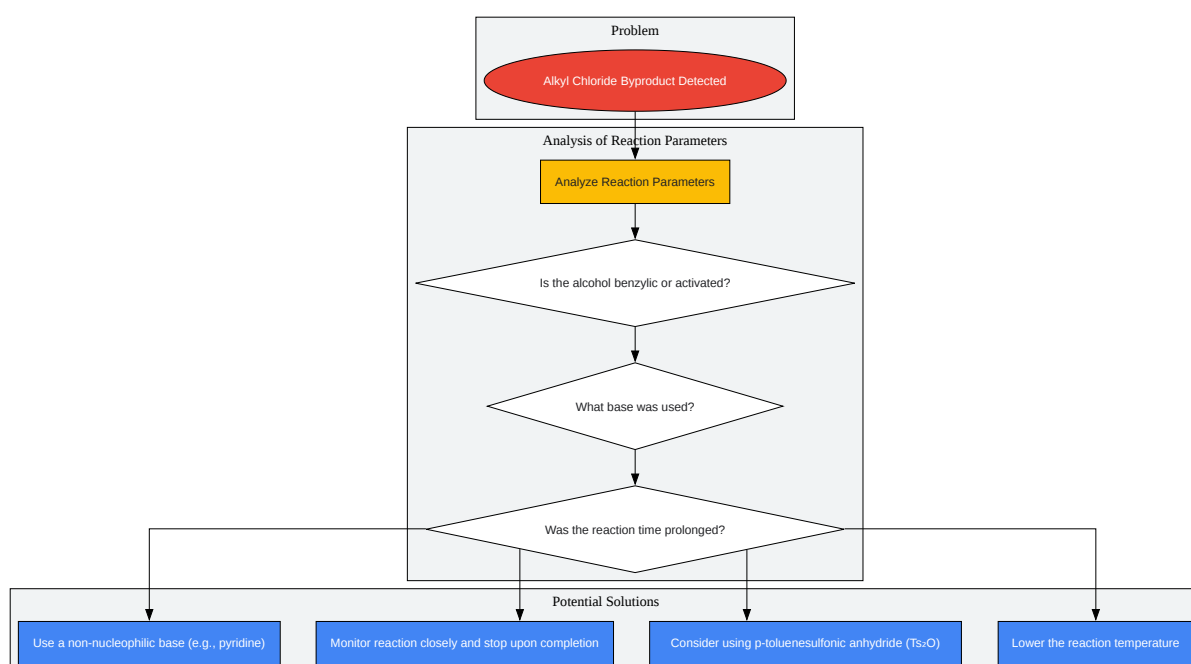 Problem
Alkyl Chloride Byproduct Detected
Analysis of Reaction Parameters
Analyze Reaction Parameters
Is the alcohol benzylic or activated?
What base was used?
Was the reaction time prolonged?
Potential Solutions
Use a non-nucleophilic base (e.g., pyridine)
Monitor reaction closely and stop upon completion
Consider using p-toluenesulfonic anhydride (Ts₂O)
Lower the reaction temperature